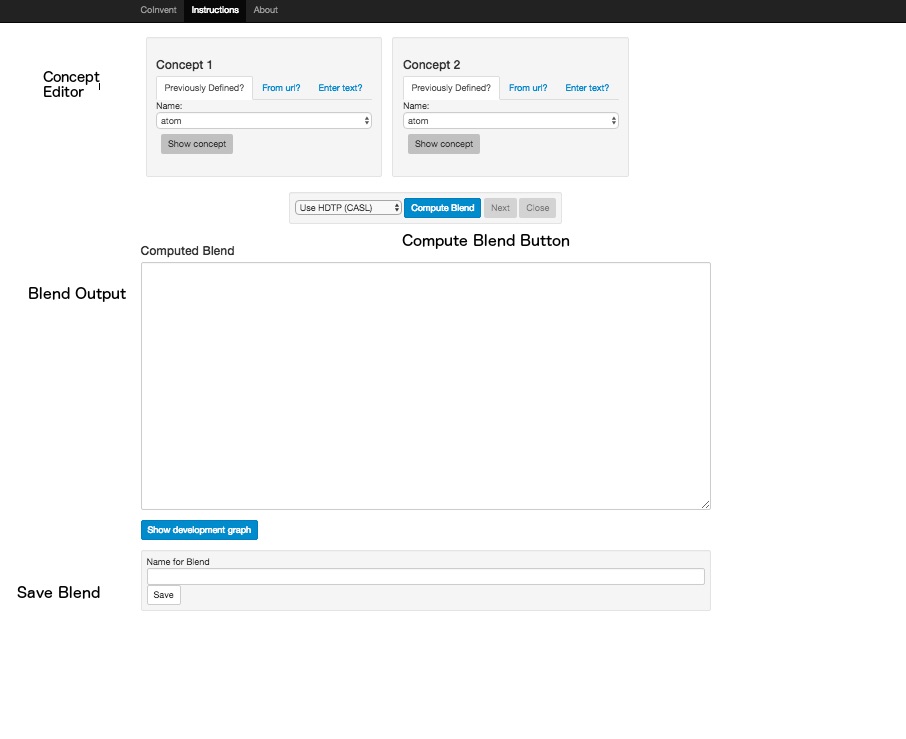 CoInvent Instructions About
Concept
Editor
Concept 1
Previously Defined? From url? Enter text?
Name:
atom
Show concept
Concept 2
Previously Defined? From url? Enter text?
Name:
atom
Show concept
Use HDTP (CASL) Compute Blend Next Close
Compute Blend Button
Computed Blend
Blend Output
Show development graph
Name for Blend
Save Blend
Save